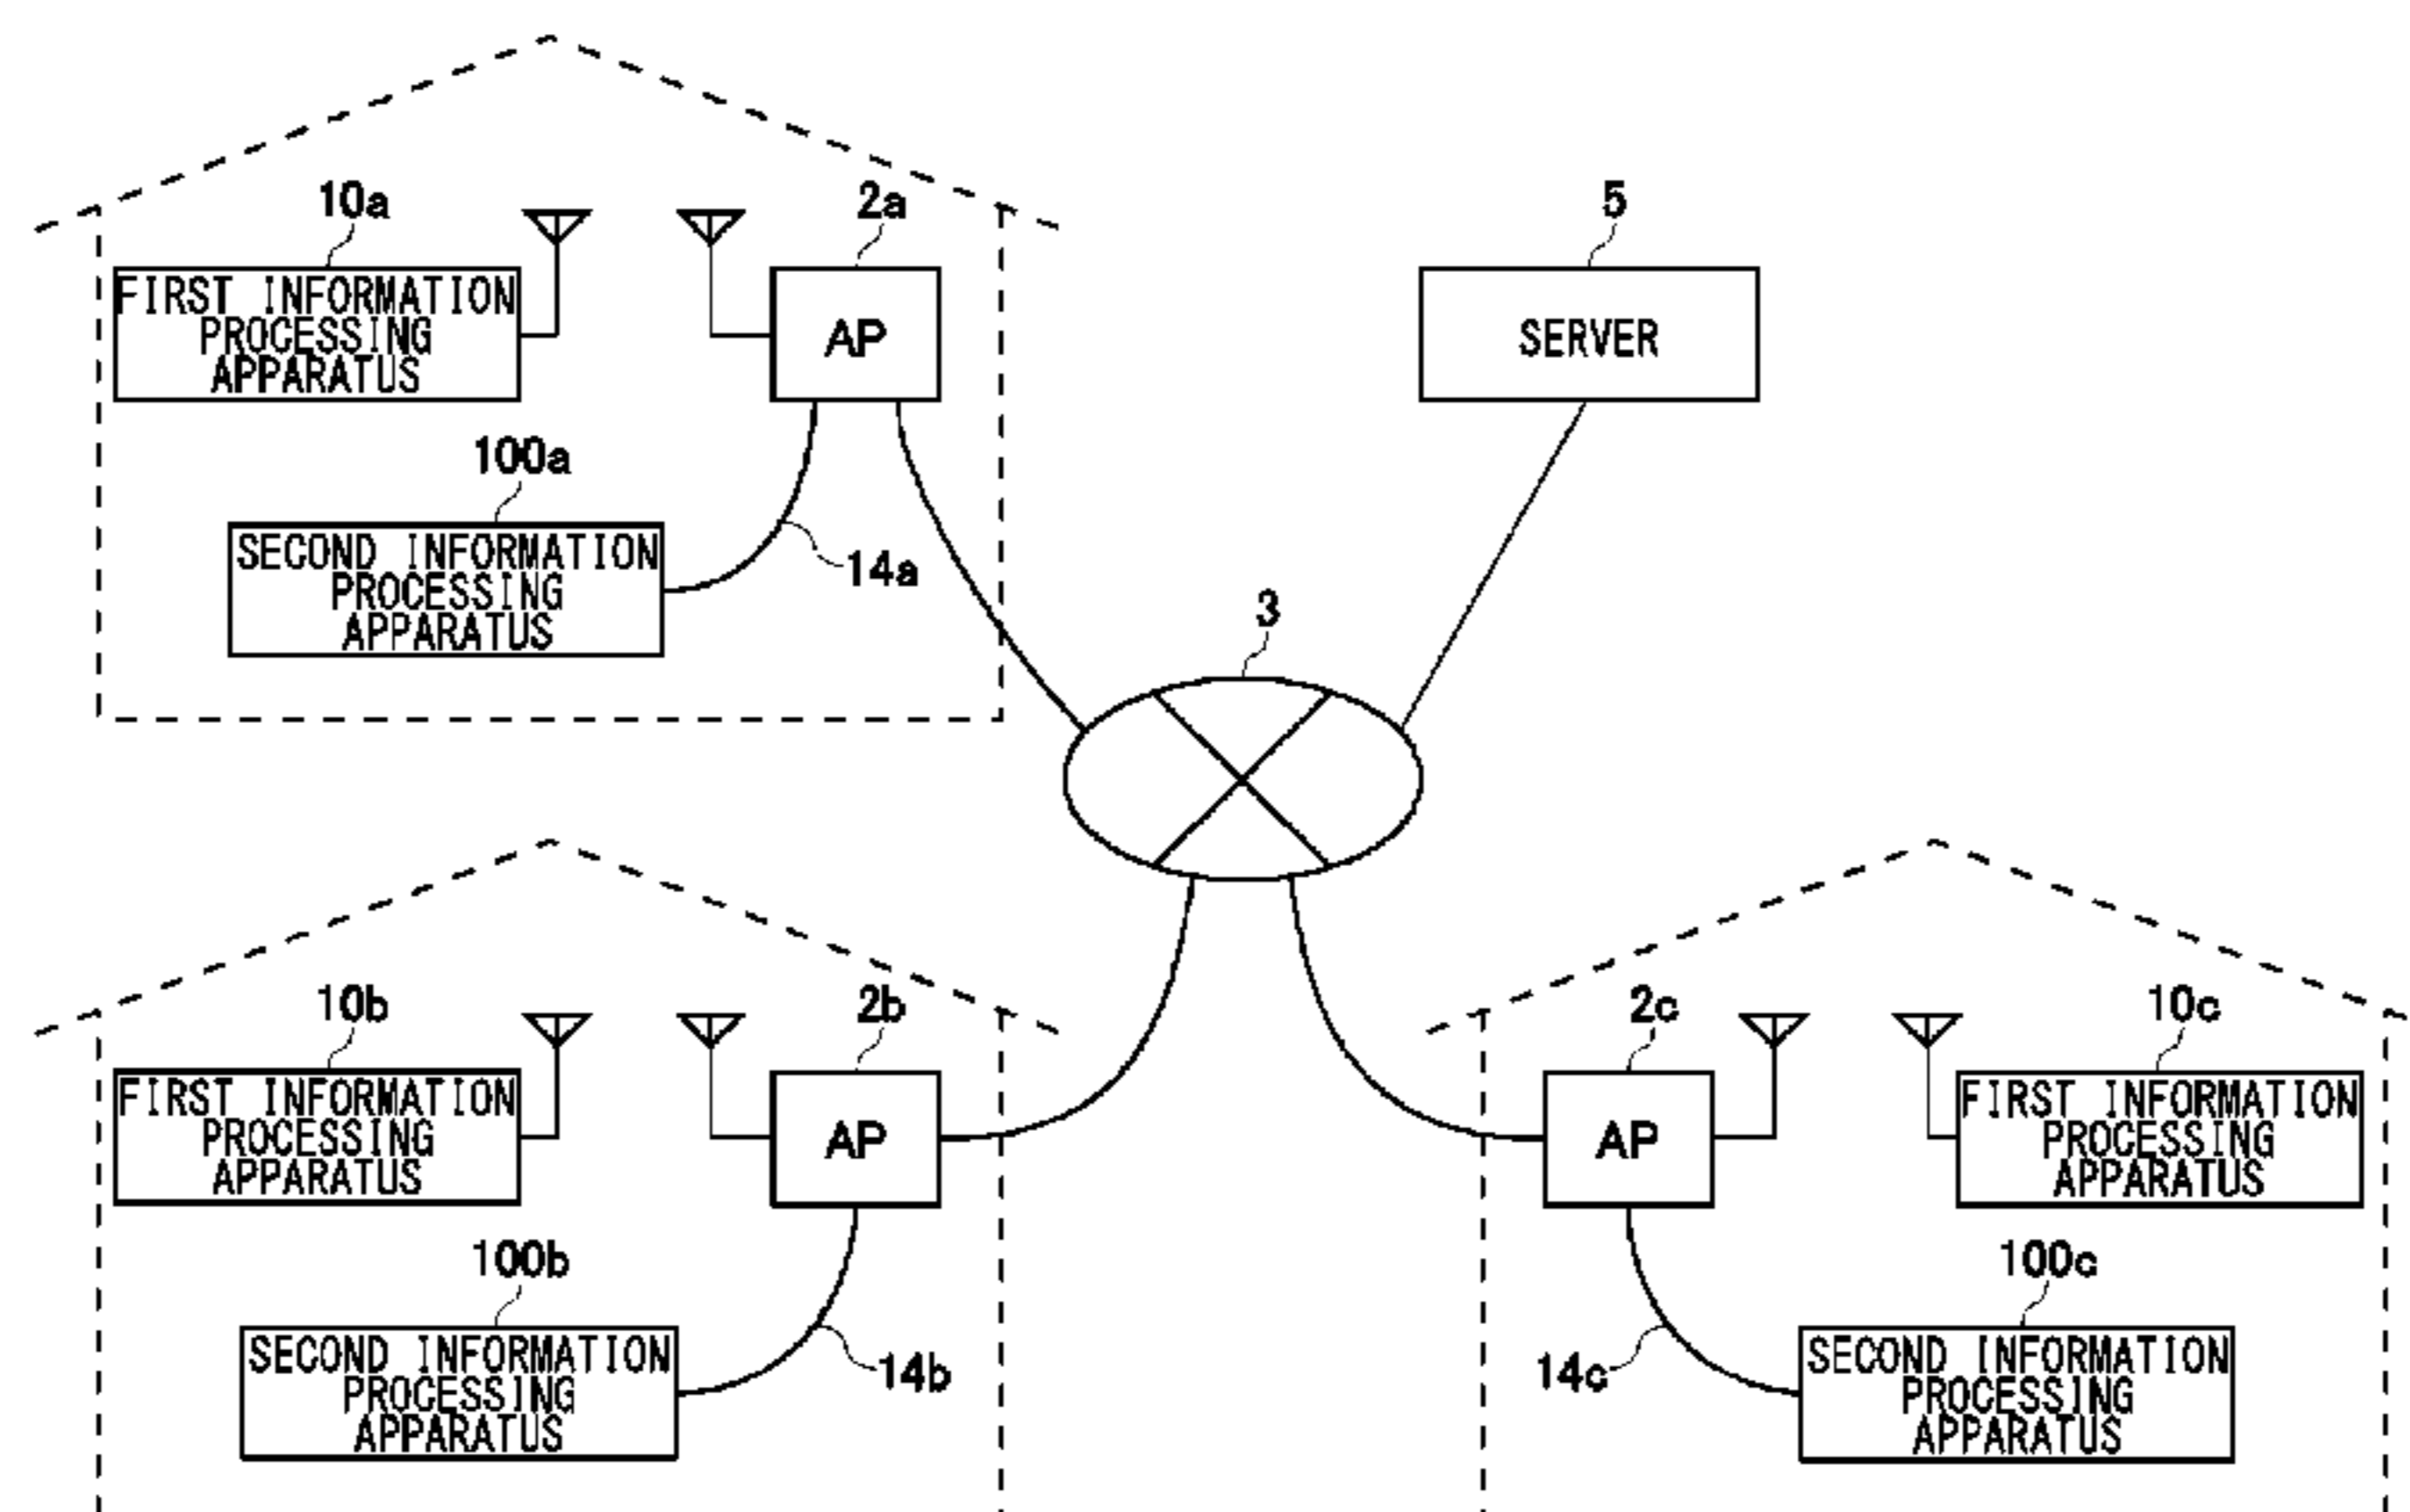 10a
2a
5
FIRST INFORMATION
PROCESSING
APPARATUS
AP
SERVER
100a
SECOND INFORMATION
PROCESSING
APPARATUS
14a
3
10b
2b
2c
10c
FIRST INFORMATION
PROCESSING
APPARATUS
AP
AP
FIRST INFORMATION
PROCESSING
APPARATUS
100b
100c
SECOND INFORMATION
PROCESSING
APPARATUS
14b
14c
SECOND INFORMATION
PROCESSING
APPARATUS